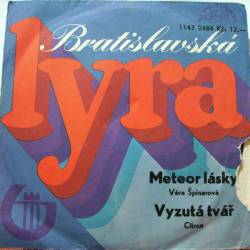 1143 2484 Kčs 12,—
Bratislavská
lyra
Meteor lásky
Věra Špinarová
Vyzutá tvář
Citron